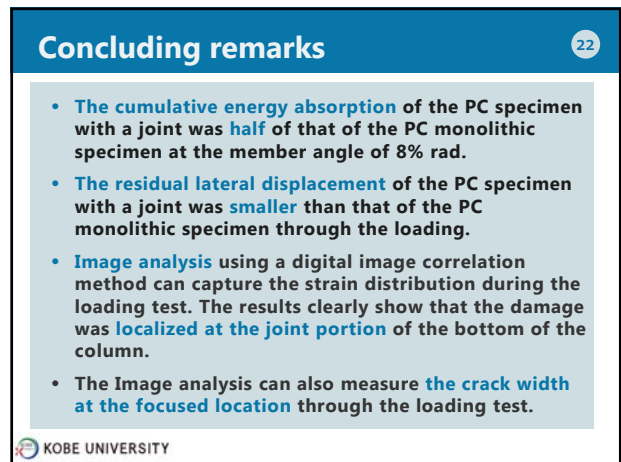 Concluding remarks
22
• The cumulative energy absorption of the PC specimen
with a joint was half of that of the PC monolithic
specimen at the member angle of 8% rad.
• The residual lateral displacement of the PC specimen
with a joint was smaller than that of the PC
monolithic specimen through the loading.
• Image analysis using a digital image correlation
method can capture the strain distribution during the
loading test. The results clearly show that the damage
was localized at the joint portion of the bottom of the
column.
• The Image analysis can also measure the crack width
at the focused location through the loading test.
KOBE UNIVERSITY